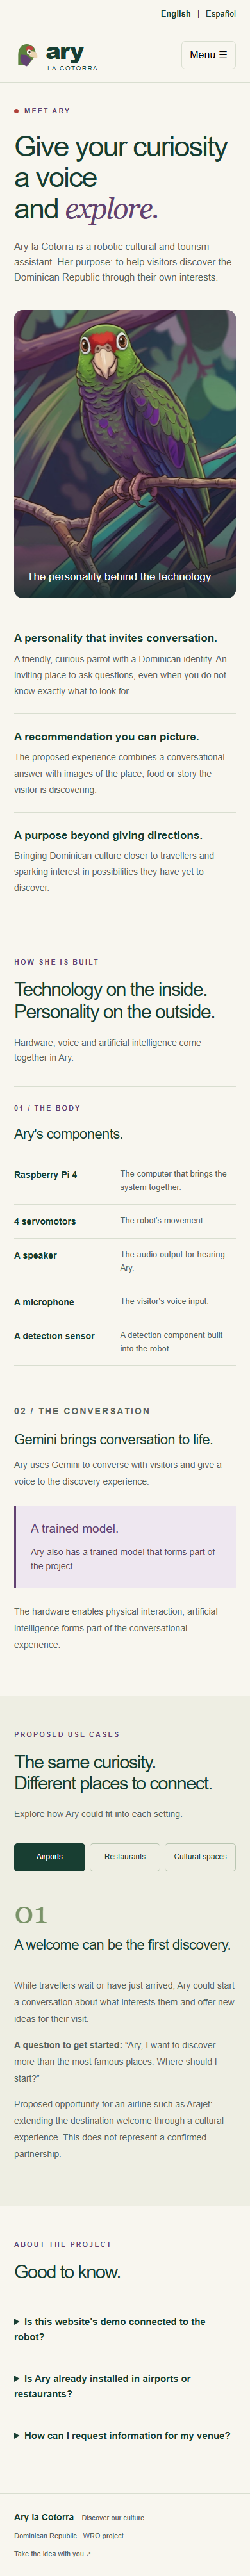 English | Español
ary
LA COTORRA
Menu ☰
MEET ARY
Give your curiosity
a voice
and explore.
Ary la Cotorra is a robotic cultural and tourism
assistant. Her purpose: to help visitors discover the
Dominican Republic through their own interests.
The personality behind the technology.
A personality that invites conversation.
A friendly, curious parrot with a Dominican identity. An
inviting place to ask questions, even when you do not
know exactly what to look for.
A recommendation you can picture.
The proposed experience combines a conversational
answer with images of the place, food or story the
visitor is discovering.
A purpose beyond giving directions.
Bringing Dominican culture closer to travellers and
sparking interest in possibilities they have yet to
discover.
HOW SHE IS BUILT
Technology on the inside.
Personality on the outside.
Hardware, voice and artificial intelligence come
together in Ary.
01 / THE BODY
Ary's components.
Raspberry Pi 4
The computer that brings the
system together.
4 servomotors
The robot's movement.
A speaker
The audio output for hearing
Ary.
A microphone
The visitor's voice input.
A detection sensor
A detection component built
into the robot.
02 / THE CONVERSATION
Gemini brings conversation to life.
Ary uses Gemini to converse with visitors and give a
voice to the discovery experience.
A trained model.
Ary also has a trained model that forms part of
the project.
The hardware enables physical interaction; artificial
intelligence forms part of the conversational
experience.
PROPOSED USE CASES
The same curiosity.
Different places to connect.
Explore how Ary could fit into each setting.
Airports
Restaurants
Cultural spaces
01
A welcome can be the first discovery.
While travellers wait or have just arrived, Ary could start
a conversation about what interests them and offer new
ideas for their visit.
A question to get started: "Ary, I want to discover
more than the most famous places. Where should I
start?"
Proposed opportunity for an airline such as Arajet:
extending the destination welcome through a cultural
experience. This does not represent a confirmed
partnership.
ABOUT THE PROJECT
Good to know.
▶ Is this website's demo connected to the
robot?
▶ Is Ary already installed in airports or
restaurants?
▶ How can I request information for my venue?
Ary la Cotorra Discover our culture.
Dominican Republic · WRO project
Take the idea with you ↗